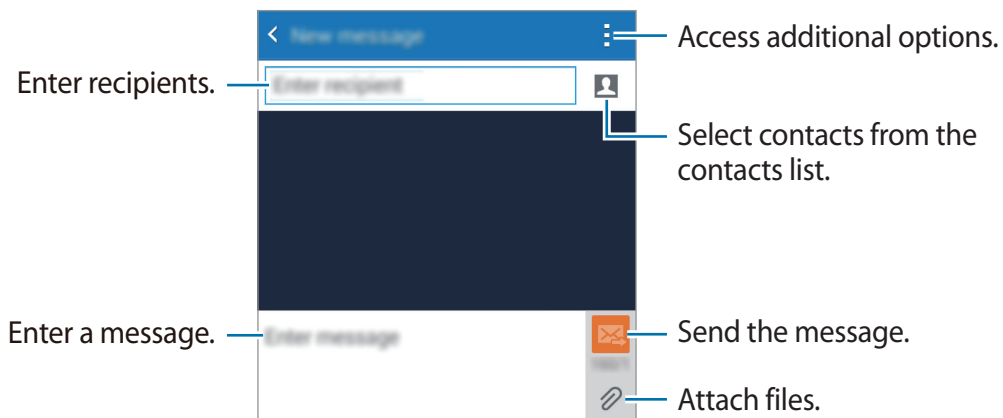 New message
Access additional options.
Enter recipients.
Enter recipient
Select contacts from the
contacts list.
Enter a message.
Enter message
Send the message.
Attach files.